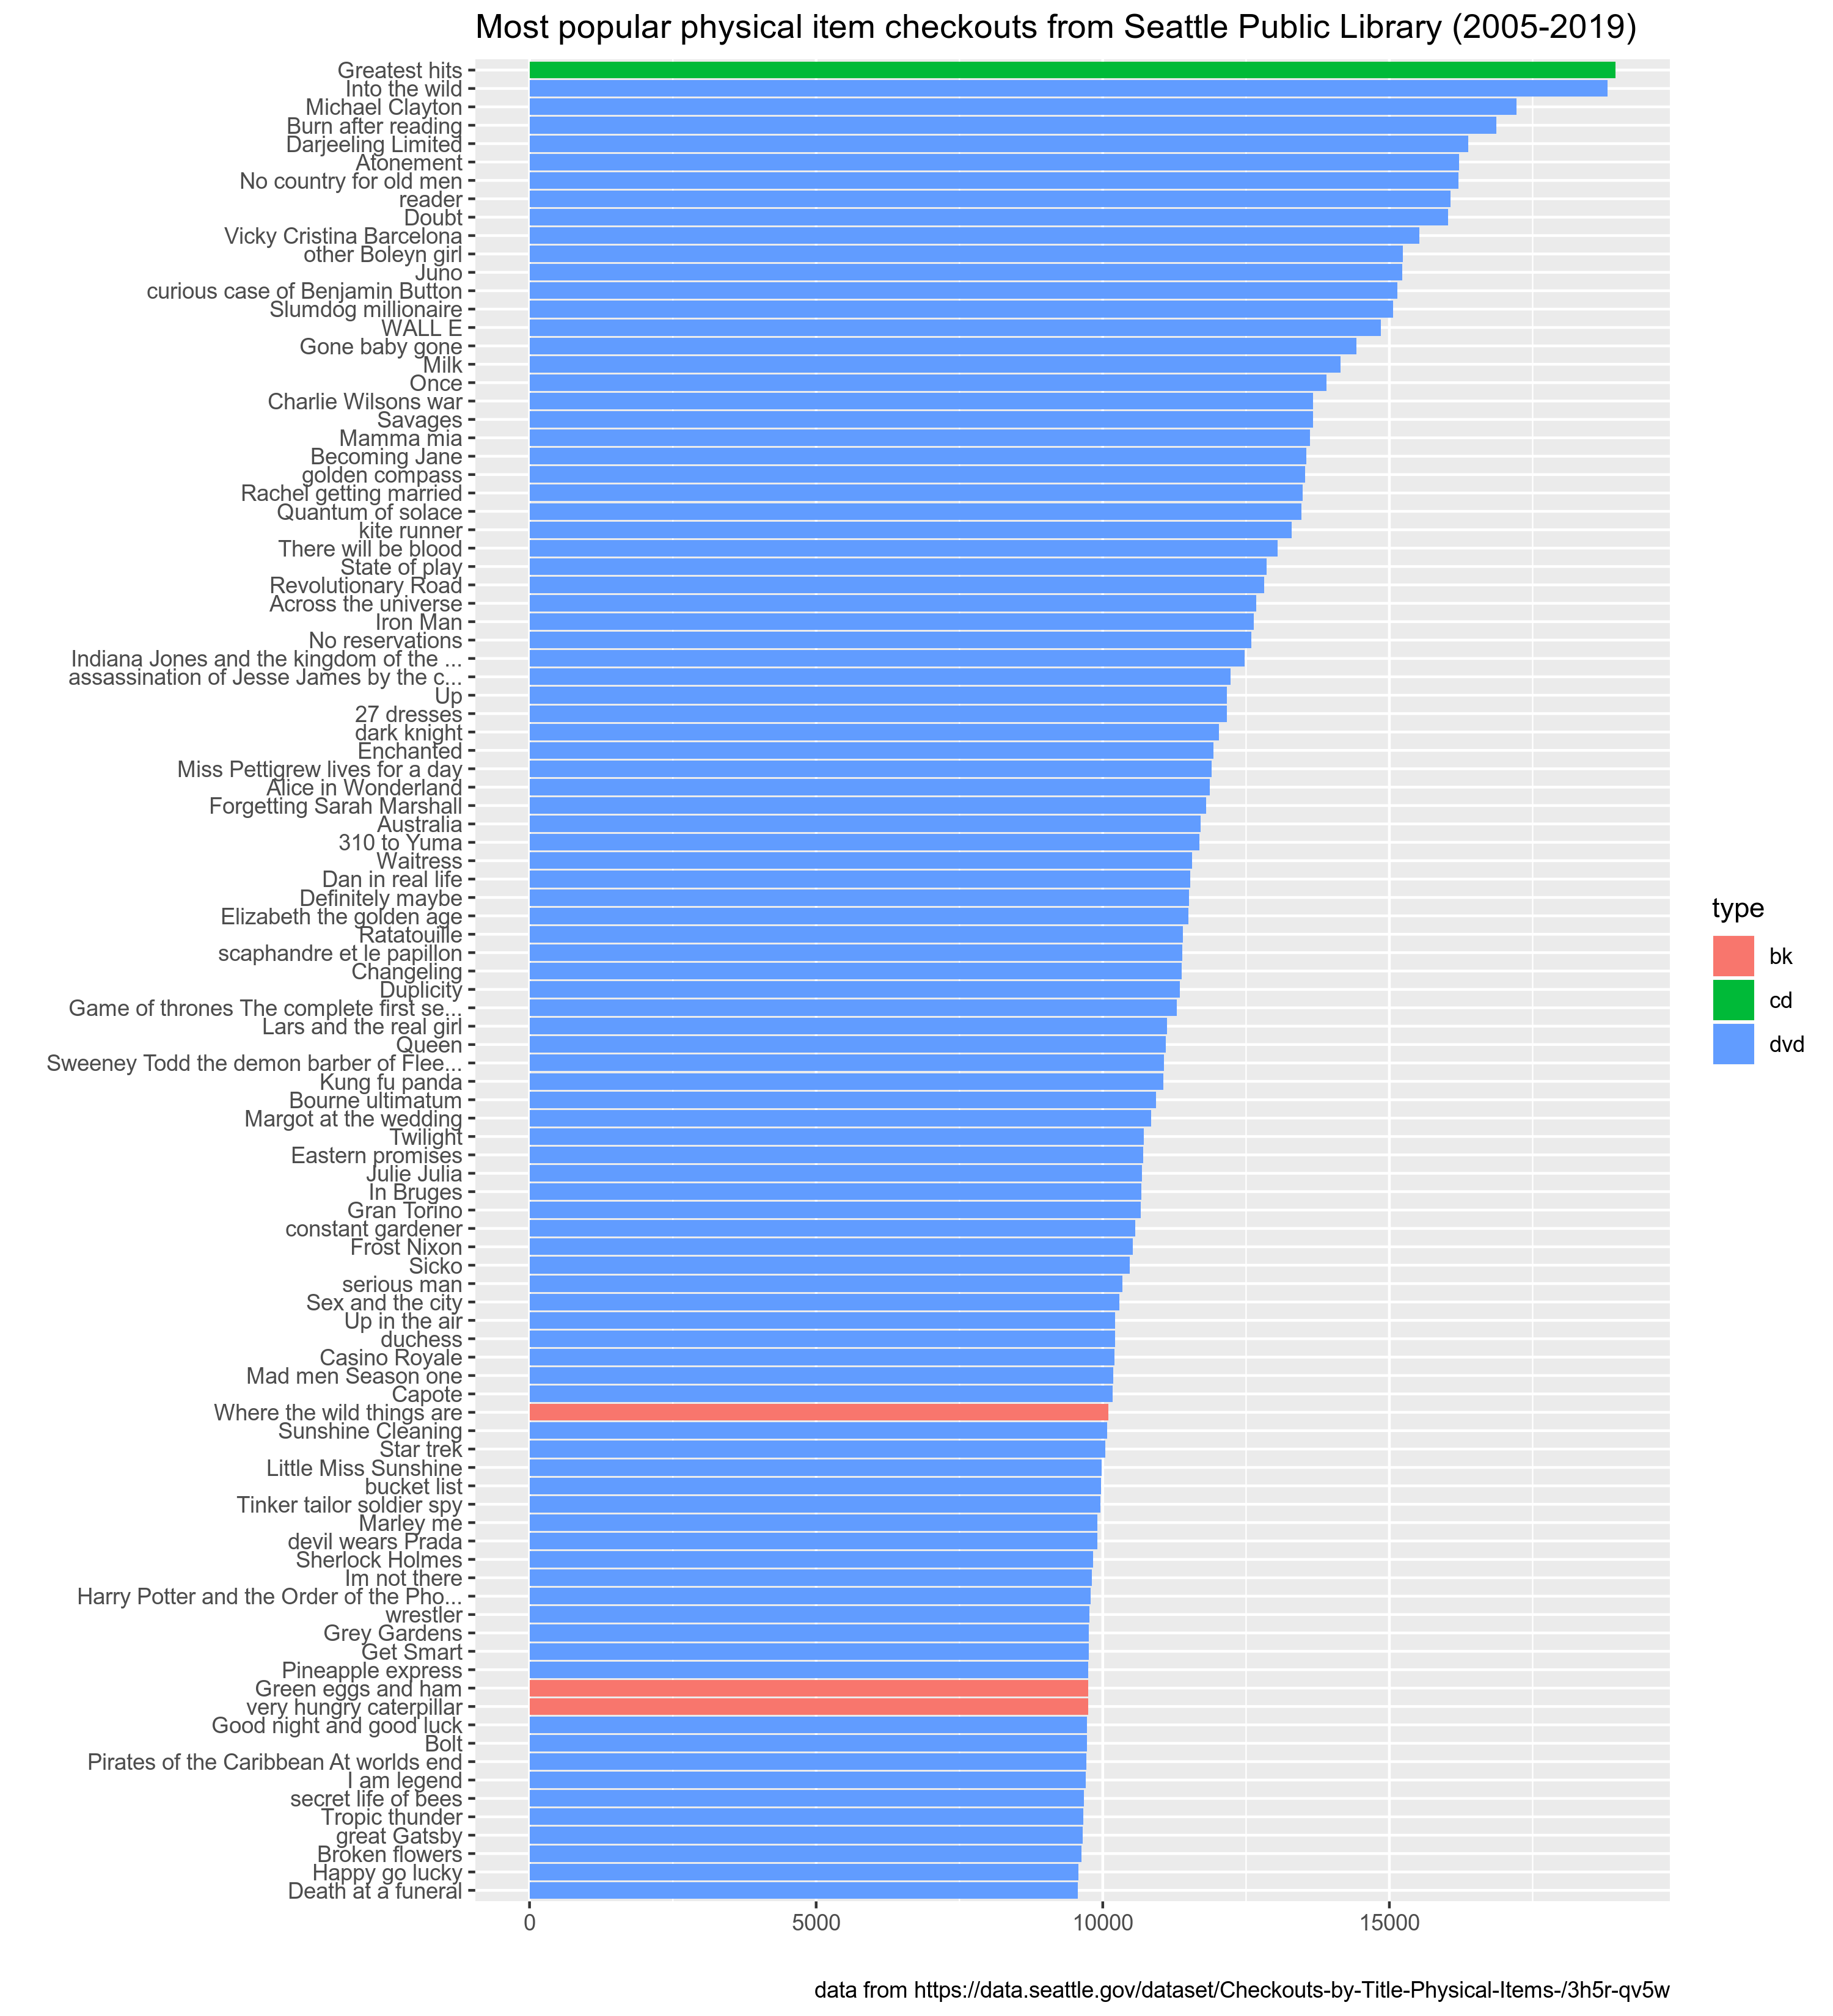 Most popular physical item checkouts from Seattle Public Library (2005-2019)
Greatest hits
Into the wild
Michael Clayton
Burn after reading
Darjeeling Limited
Atonement
No country for old men
reader
Doubt
Vicky Cristina Barcelona
other Boleyn girl
Juno
curious case of Benjamin Button
Slumdog millionaire
WALL E
Gone baby gone
Milk
Once
Charlie Wilsons war
Savages
Mamma mia
Becoming Jane
golden compass
Rachel getting married
Quantum of solace
kite runner
There will be blood
State of play
Revolutionary Road
Across the universe
Iron Man
No reservations
Indiana Jones and the kingdom of the ...
assassination of Jesse James by the c...
Up
27 dresses
dark knight
Enchanted
Miss Pettigrew lives for a day
Alice in Wonderland
Forgetting Sarah Marshall
Australia
310 to Yuma
Waitress
Dan in real life
Definitely maybe
Elizabeth the golden age
Ratatouille
scaphandre et le papillon
Changeling
Duplicity
Game of thrones The complete first se...
Lars and the real girl
Queen
Sweeney Todd the demon barber of Flee...
Kung fu panda
Bourne ultimatum
Margot at the wedding
Twilight
Eastern promises
Julie Julia
In Bruges
Gran Torino
constant gardener
Frost Nixon
Sicko
serious man
Sex and the city
Up in the air
duchess
Casino Royale
Mad men Season one
Capote
Where the wild things are
Sunshine Cleaning
Star trek
Little Miss Sunshine
bucket list
Tinker tailor soldier spy
Marley me
devil wears Prada
Sherlock Holmes
Im not there
Harry Potter and the Order of the Pho...
wrestler
Grey Gardens
Get Smart
Pineapple express
Green eggs and ham
very hungry caterpillar
Good night and good luck
Bolt
Pirates of the Caribbean At worlds end
I am legend
secret life of bees
Tropic thunder
great Gatsby
Broken flowers
Happy go lucky
Death at a funeral
0 5000 10000 15000
type
bk
cd
dvd
data from https://data.seattle.gov/dataset/Checkouts-by-Title-Physical-Items-/3h5r-qv5w